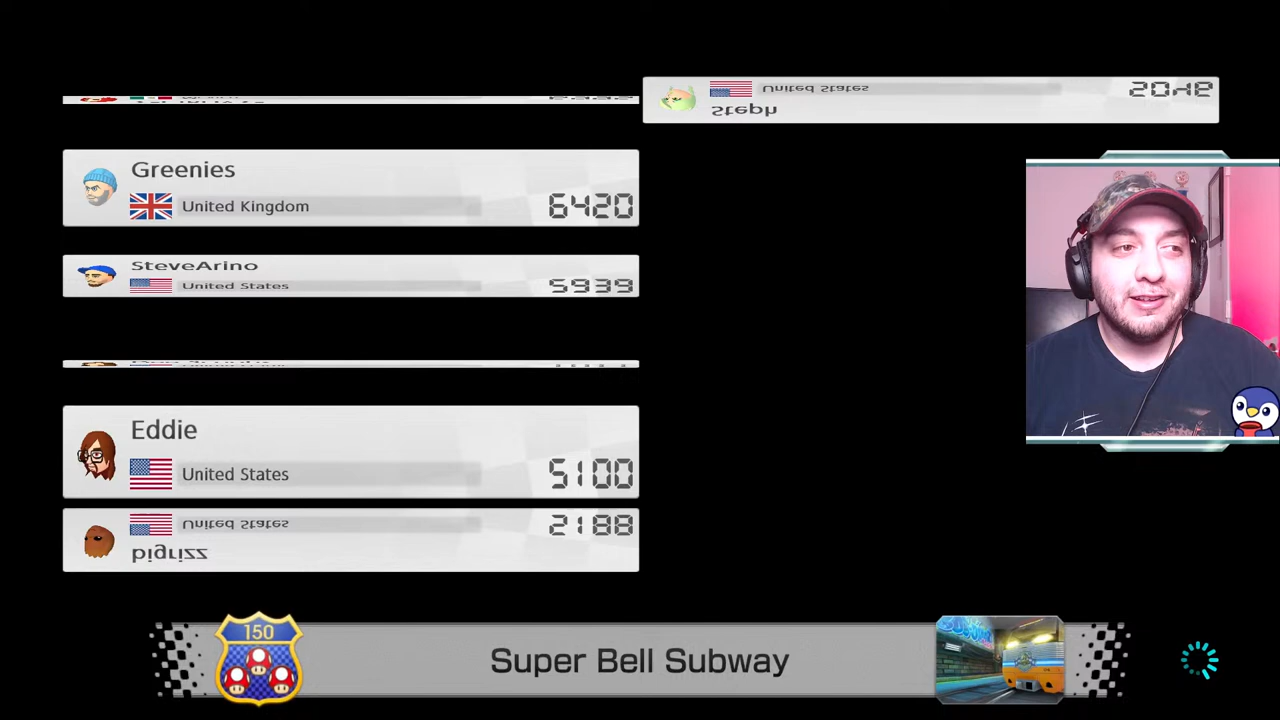 Steph
United States
2046
Greenies
United Kingdom
6420
SteveArino
United States
5939
Eddie
United States
5100
bigrizz
United States
2188
150
Super Bell Subway